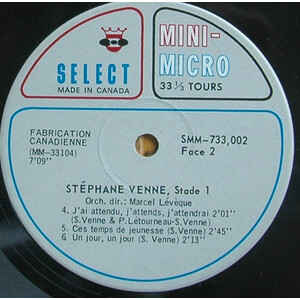 SELECT
MADE IN CANADA
MINI-
MICRO
33 ⅓ TOURS
FABRICATION
CANADIENNE
(MM-33104)
7'09"
SMM-733,002
Face 2
STÉPHANE VENNE, Stade 1
Orch. dir.: Marcel Lévèque
4. J'ai attendu, j'attends, j'attendrai 2'01"
(S.Venne & P.Létourneau-S.Venne)
5. Ces temps de jeunesse (S.Venne) 2'45"
6. Un jour, un jour (S. Venne) 2'13"